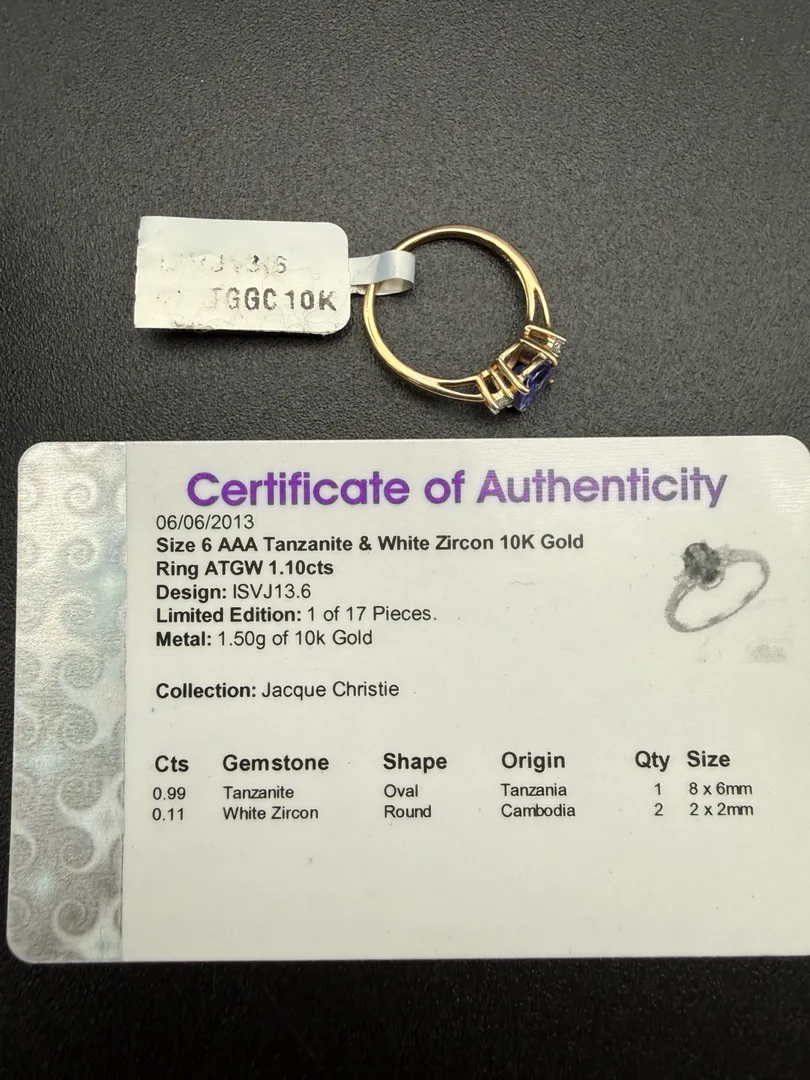 JGGC10K
Certificate of Authenticity
06/06/2013
Size 6 AAA Tanzanite & White Zircon 10K Gold
Ring ATGW 1.10cts
Design: ISVJ13.6
Limited Edition: 1 of 17 Pieces.
Metal: 1.50g of 10k Gold
Collection: Jacque Christie
Cts Gemstone Shape Origin Qty Size
0.99 Tanzanite Oval Tanzania 1 8 x 6mm
0.11 White Zircon Round Cambodia 2 2 x 2mm